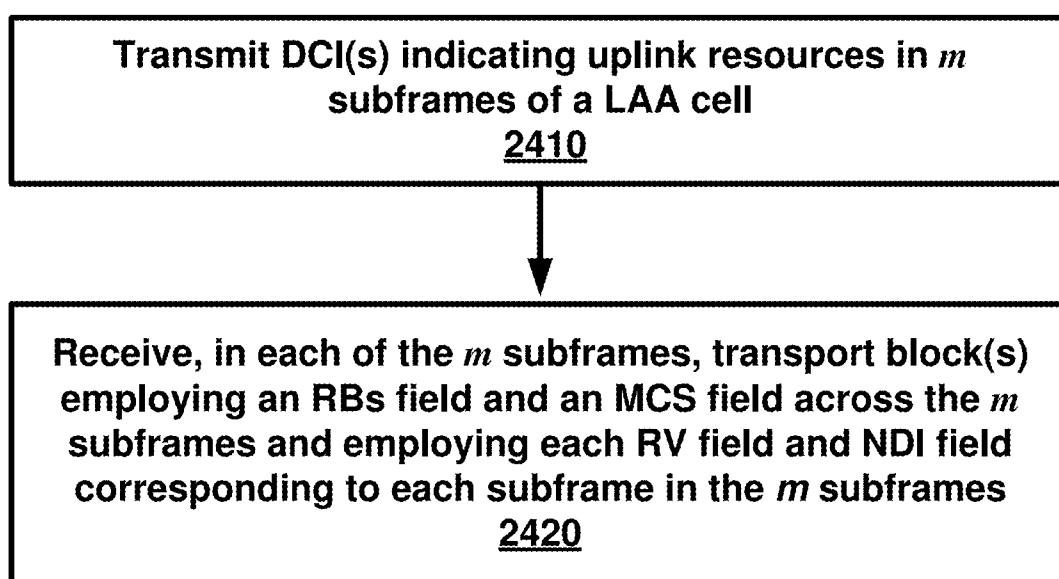 Transmit DCI(s) indicating uplink resources in m
subframes of a LAA cell
2410
Receive, in each of the m subframes, transport block(s)
employing an RBs field and an MCS field across the m
subframes and employing each RV field and NDI field
corresponding to each subframe in the m subframes
2420